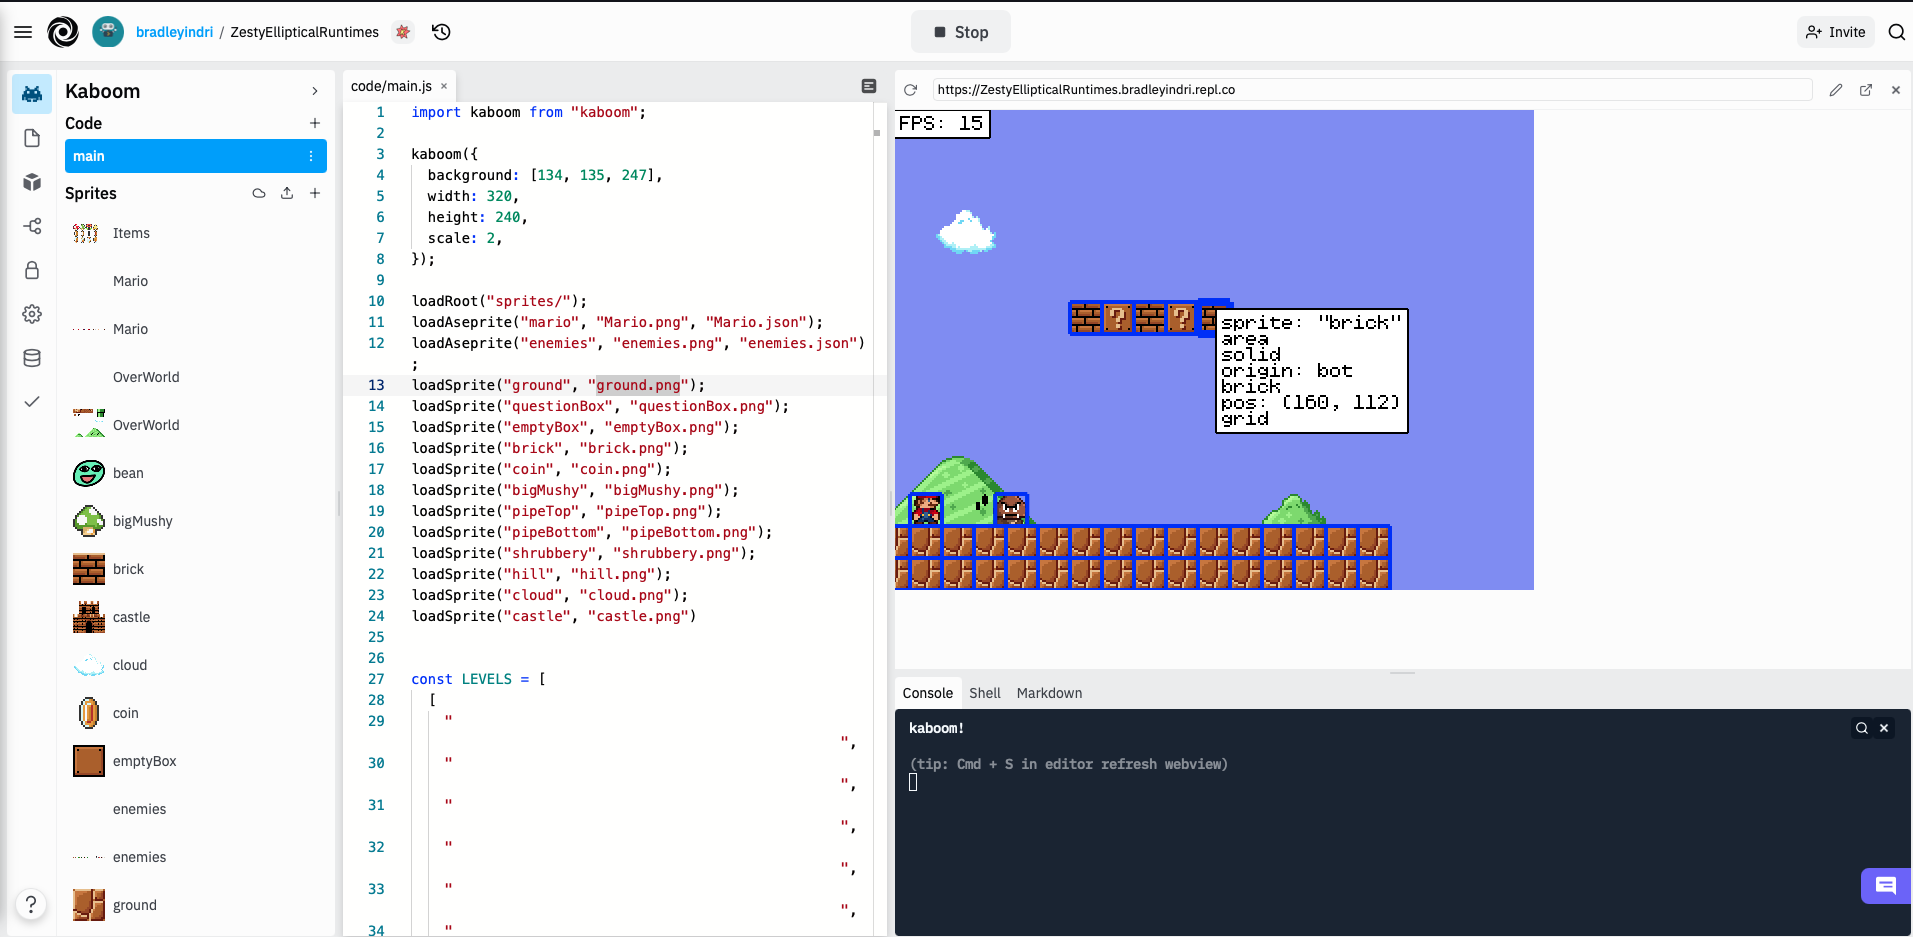 bradleyindri / ZestyEllipticalRuntimes
Stop
Invite
Kaboom
Code
main
Sprites
Items
Mario
Mario
OverWorld
OverWorld
bean
bigMushy
brick
castle
cloud
coin
emptyBox
enemies
enemies
ground
?
code/main.js ×
1 import kaboom from "kaboom";
2
3 kaboom({
4 background: [134, 135, 247],
5 width: 320,
6 height: 240,
7 scale: 2,
8 });
9
10 loadRoot("sprites/");
11 loadAseprite("mario", "Mario.png", "Mario.json");
12 loadAseprite("enemies", "enemies.png", "enemies.json")
;
13 loadSprite("ground", "ground.png");
14 loadSprite("questionBox", "questionBox.png");
15 loadSprite("emptyBox", "emptyBox.png");
16 loadSprite("brick", "brick.png");
17 loadSprite("coin", "coin.png");
18 loadSprite("bigMushy", "bigMushy.png");
19 loadSprite("pipeTop", "pipeTop.png");
20 loadSprite("pipeBottom", "pipeBottom.png");
21 loadSprite("shrubbery", "shrubbery.png");
22 loadSprite("hill", "hill.png");
23 loadSprite("cloud", "cloud.png");
24 loadSprite("castle", "castle.png")
25
26
27 const LEVELS = [
28 [
29 "
",
30 "
",
31 "
",
32 "
",
33 "
",
34 "
https://ZestyEllipticalRuntimes.bradleyindri.repl.co
FPS: 15
? ?
sprite: "brick"
area
solid
origin: bot
brick
pos: (160, 112)
grid
Console Shell Markdown
kaboom!
(tip: Cmd + S in editor refresh webview)